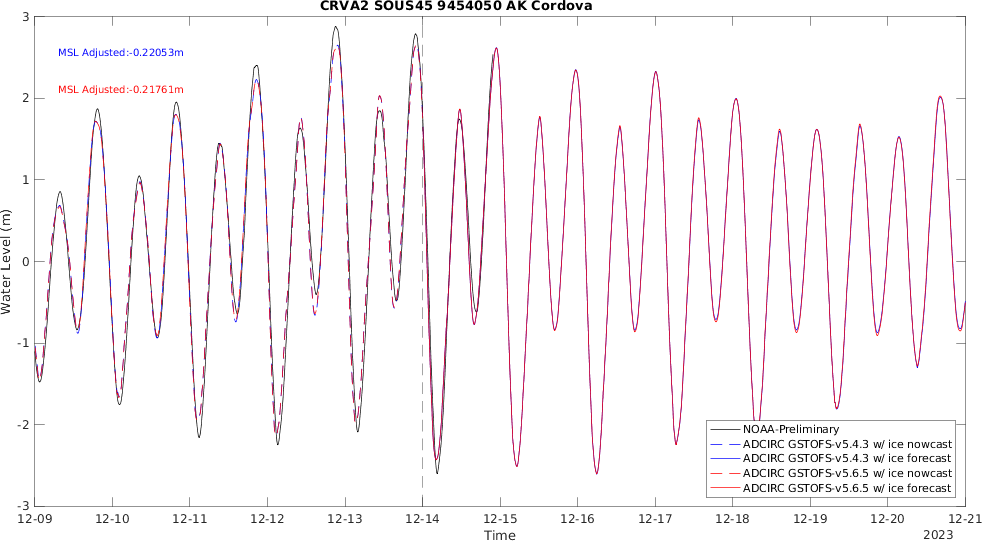 CRVA2 SOUS45 9454050 AK Cordova
MSL Adjusted:-0.22053m
MSL Adjusted:-0.21761m
Water Level (m)
3
2
1
0
-1
-2
-3
NOAA-Preliminary
ADCIRC GSTOFS-v5.4.3 w/ ice nowcast
ADCIRC GSTOFS-v5.4.3 w/ ice forecast
ADCIRC GSTOFS-v5.6.5 w/ ice nowcast
ADCIRC GSTOFS-v5.6.5 w/ ice forecast
12-09 12-10 12-11 12-12 12-13 12-14 12-15 12-16 12-17 12-18 12-19 12-20 12-21
Time
2023